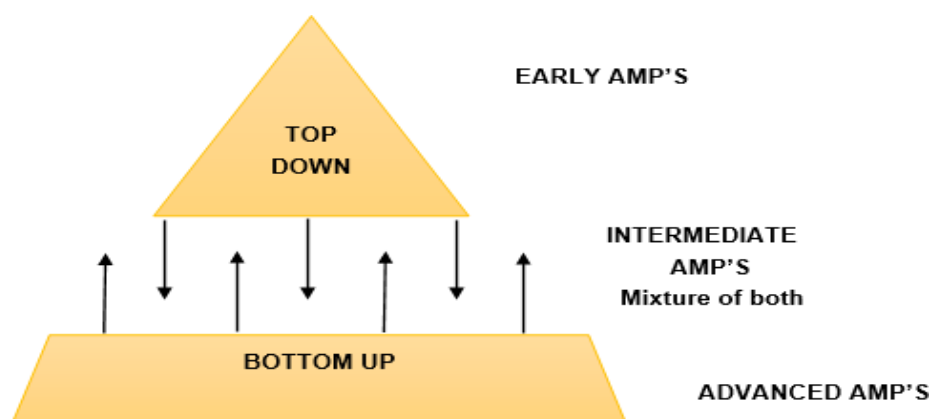 EARLY AMP'S
TOP
DOWN
INTERMEDIATE
AMP'S
Mixture of both
BOTTOM UP
ADVANCED AMP'S